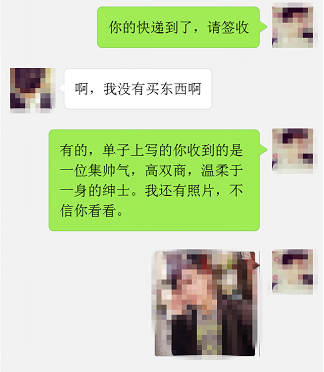 你的快递到了，请签收
啊，我没有买东西啊
有的，单子上写的你收到的是
一位集帅气，高双商，温柔于
一身的绅士。我还有照片，不
信你看看。